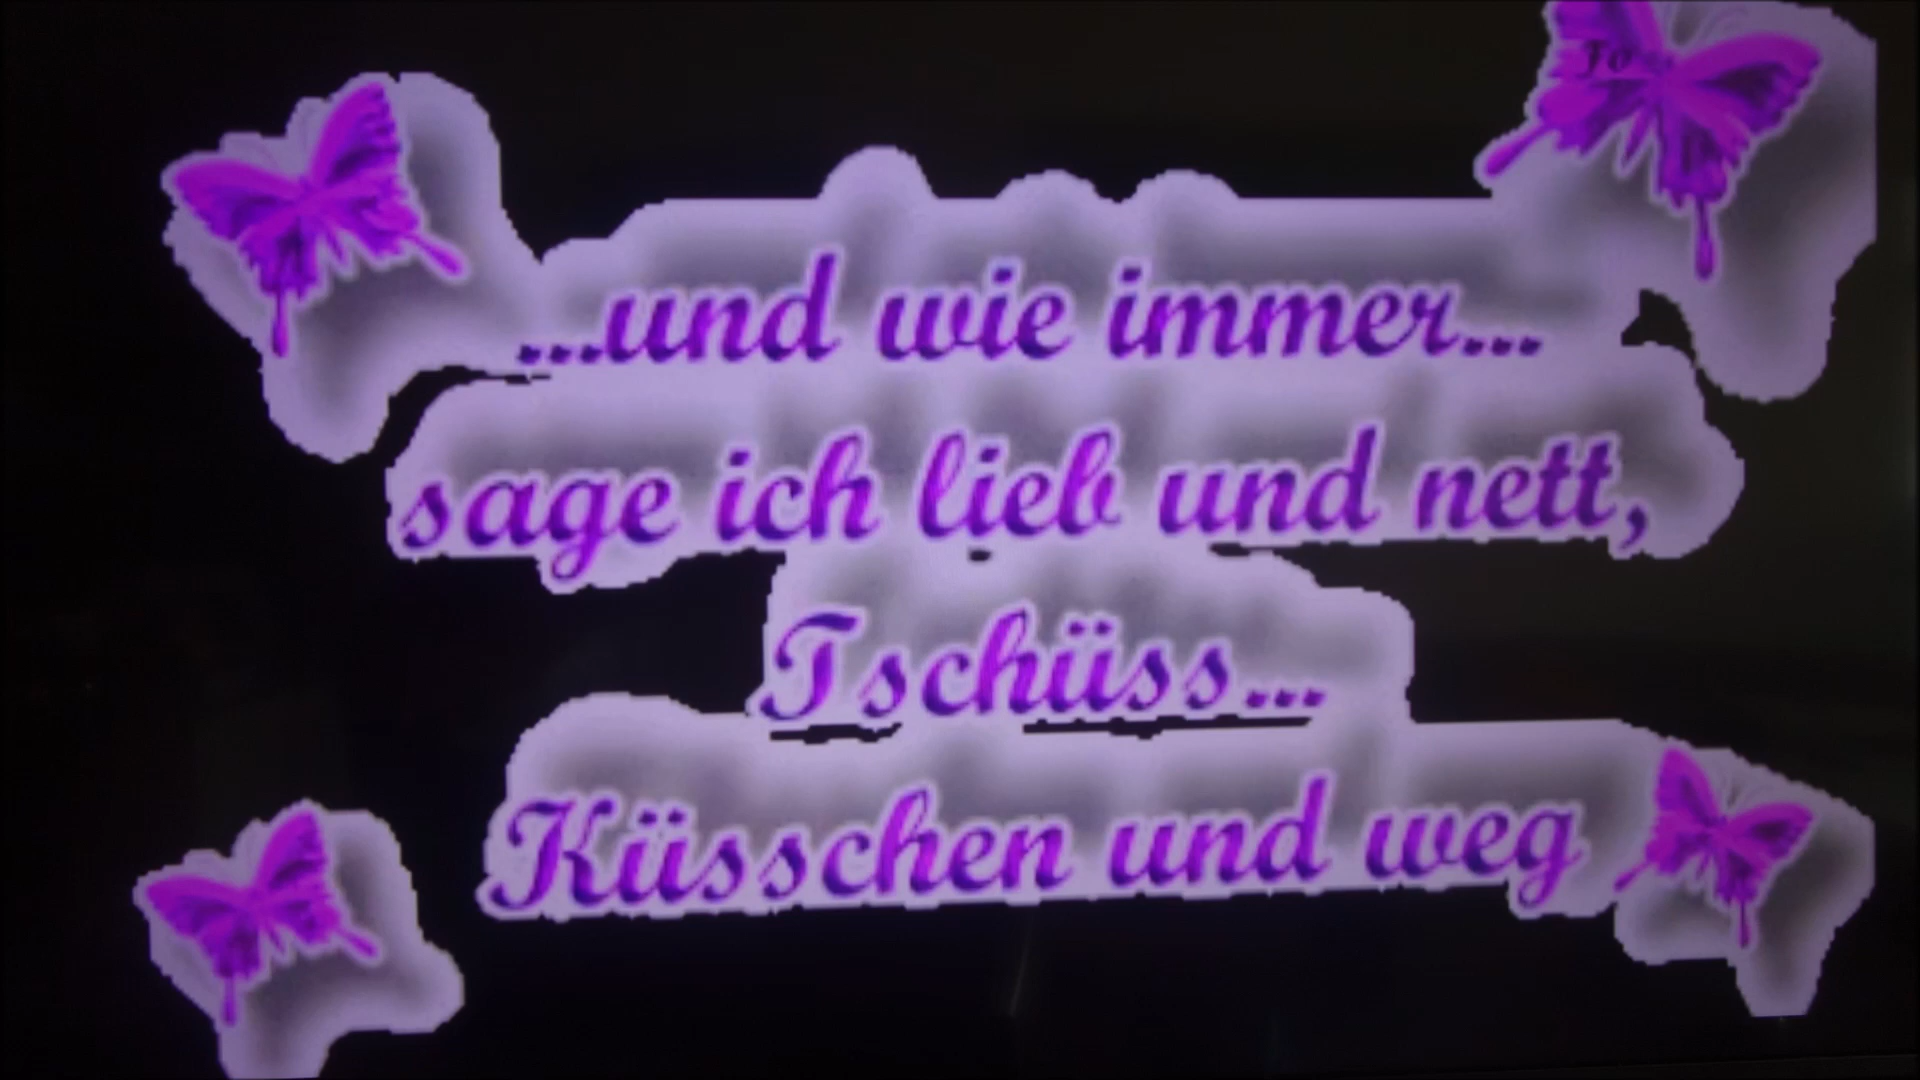 ...und wie immer...
sage ich lieb und nett,
Tschüss...
Küsschen und weg